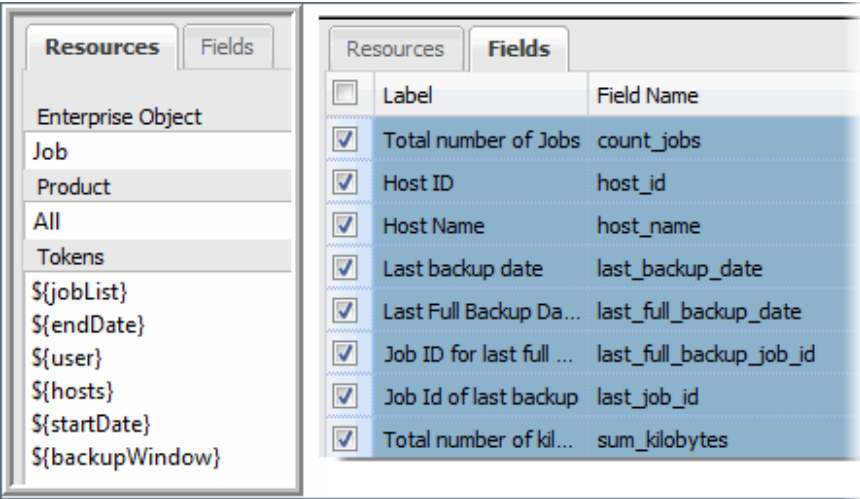 Resources Fields
Enterprise Object
Job
Product
All
Tokens
${jobList}
${endDate}
${user}
${hosts}
${startDate}
${backupWindow}
Resources Fields
Label Field Name
Total number of Jobs count_jobs
Host ID host_id
Host Name host_name
Last backup date last_backup_date
Last Full Backup Da... last_full_backup_date
Job ID for last full ... last_full_backup_job_id
Job Id of last backup last_job_id
Total number of kil... sum_kilobytes